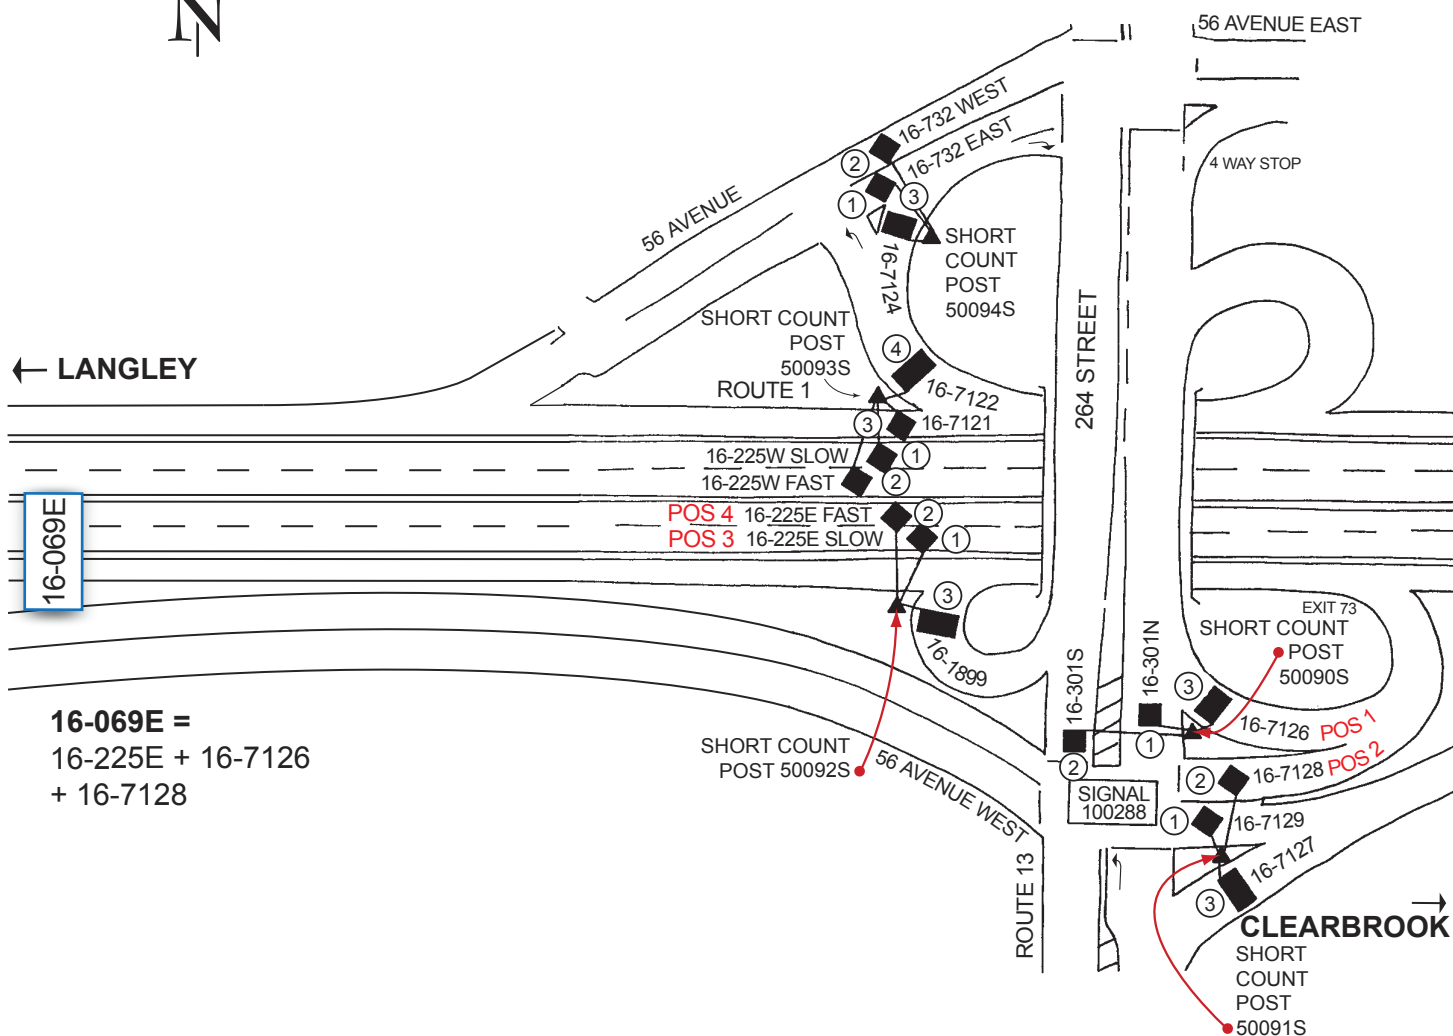 N
56 AVENUE EAST
16-732 WEST
16-732 EAST
4 WAY STOP
2
1
3
56 AVENUE
16-7124
SHORT
COUNT
POST
50094S
SHORT COUNT
POST
50093S
264 STREET
← LANGLEY
4
ROUTE 1
16-7122
3
16-7121
16-225W SLOW
1
16-225W FAST
2
POS 4 16-225E FAST
2
POS 3 16-225E SLOW
1
16-069E
3
16-1899
EXIT 73
SHORT COUNT
POST
50090S
16-301S
16-301N
3
16-7126 POS 1
1
2
16-7128 POS 2
2
16-069E =
16-225E + 16-7126
+ 16-7128
SHORT COUNT
POST 50092S
56 AVENUE WEST
SIGNAL
100288
1
16-7129
16-7127
3
ROUTE 13
→
CLEARBROOK
SHORT
COUNT
POST
50091S